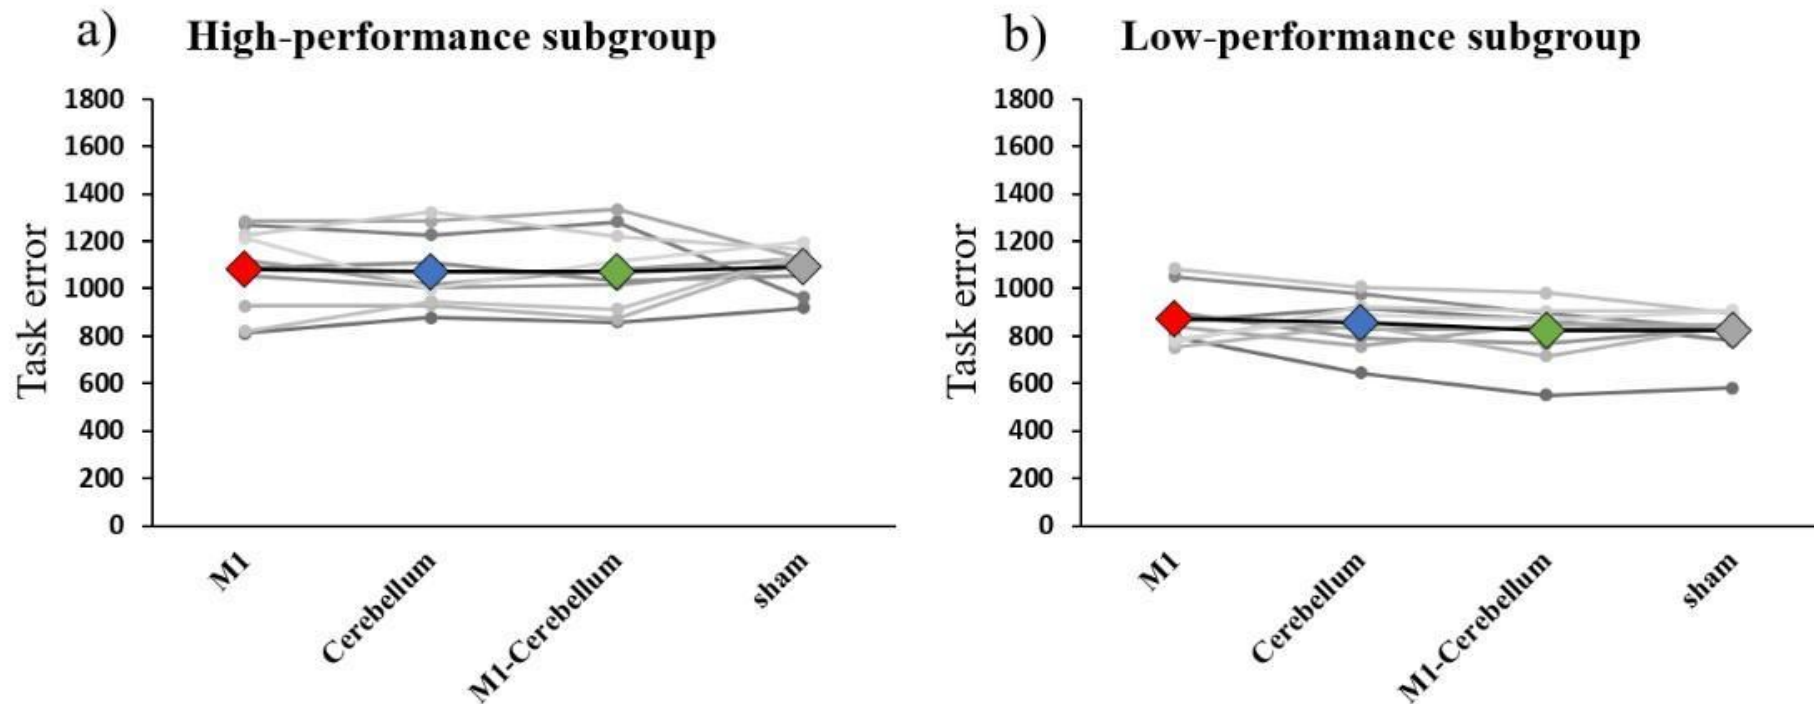 a) High-performance subgroup
1800
1600
1400
1200
1000
800
600
400
200
0
Task error
M1
Cerebellum
M1-Cerebellum
sham
b) Low-performance subgroup
1800
1600
1400
1200
1000
800
600
400
200
0
Task error
M1
Cerebellum
M1-Cerebellum
sham